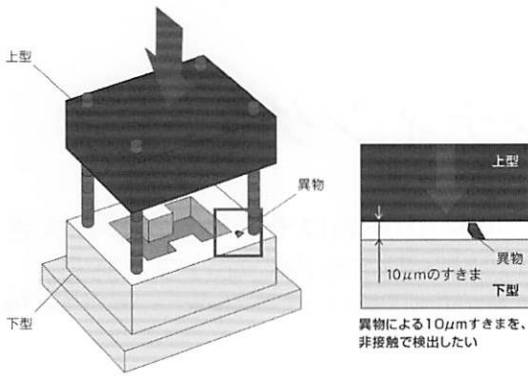 上型
異物
下型
上型
異物
10μmのすきま
下型
異物による10μmすきまを、
非接触で検出したい